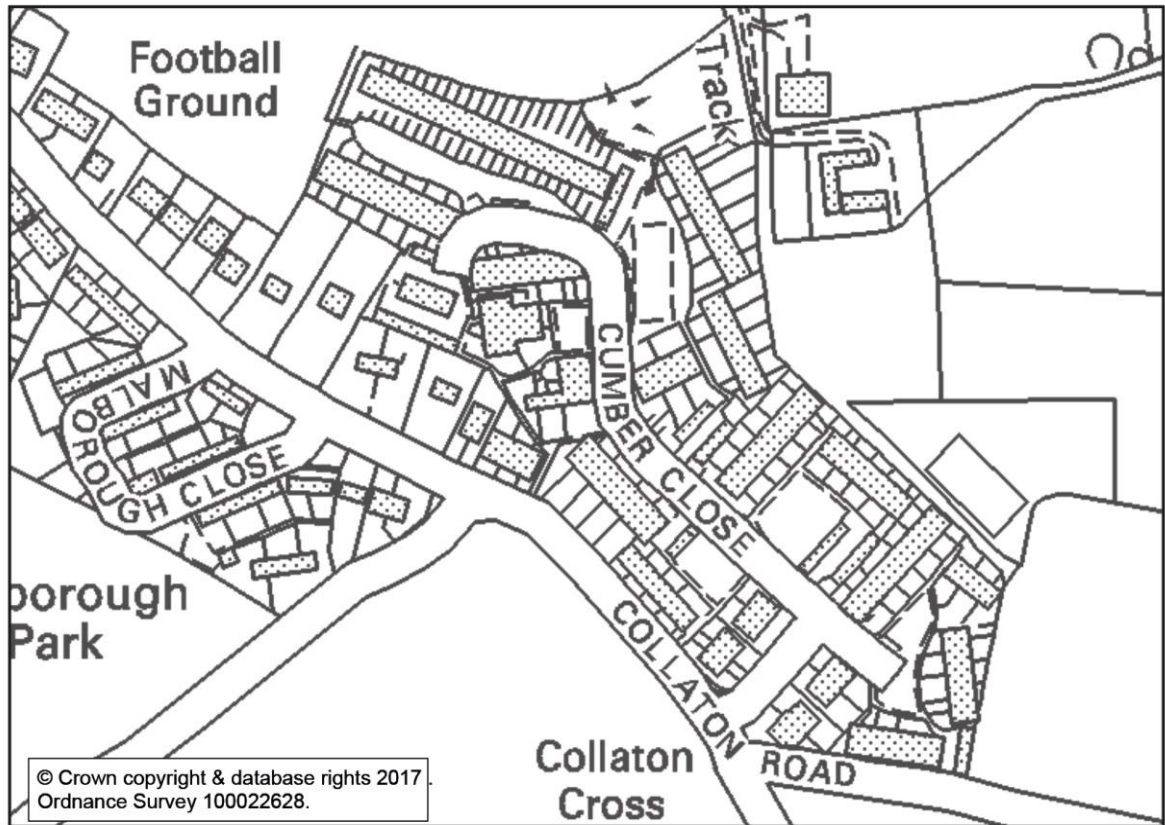 Football
Ground
Track
CUMBER CLOSE
MALBOROUGH CLOSE
borough
Park
COLLATON
ROAD
Collaton
Cross
© Crown copyright & database rights 2017.
Ordnance Survey 100022628.